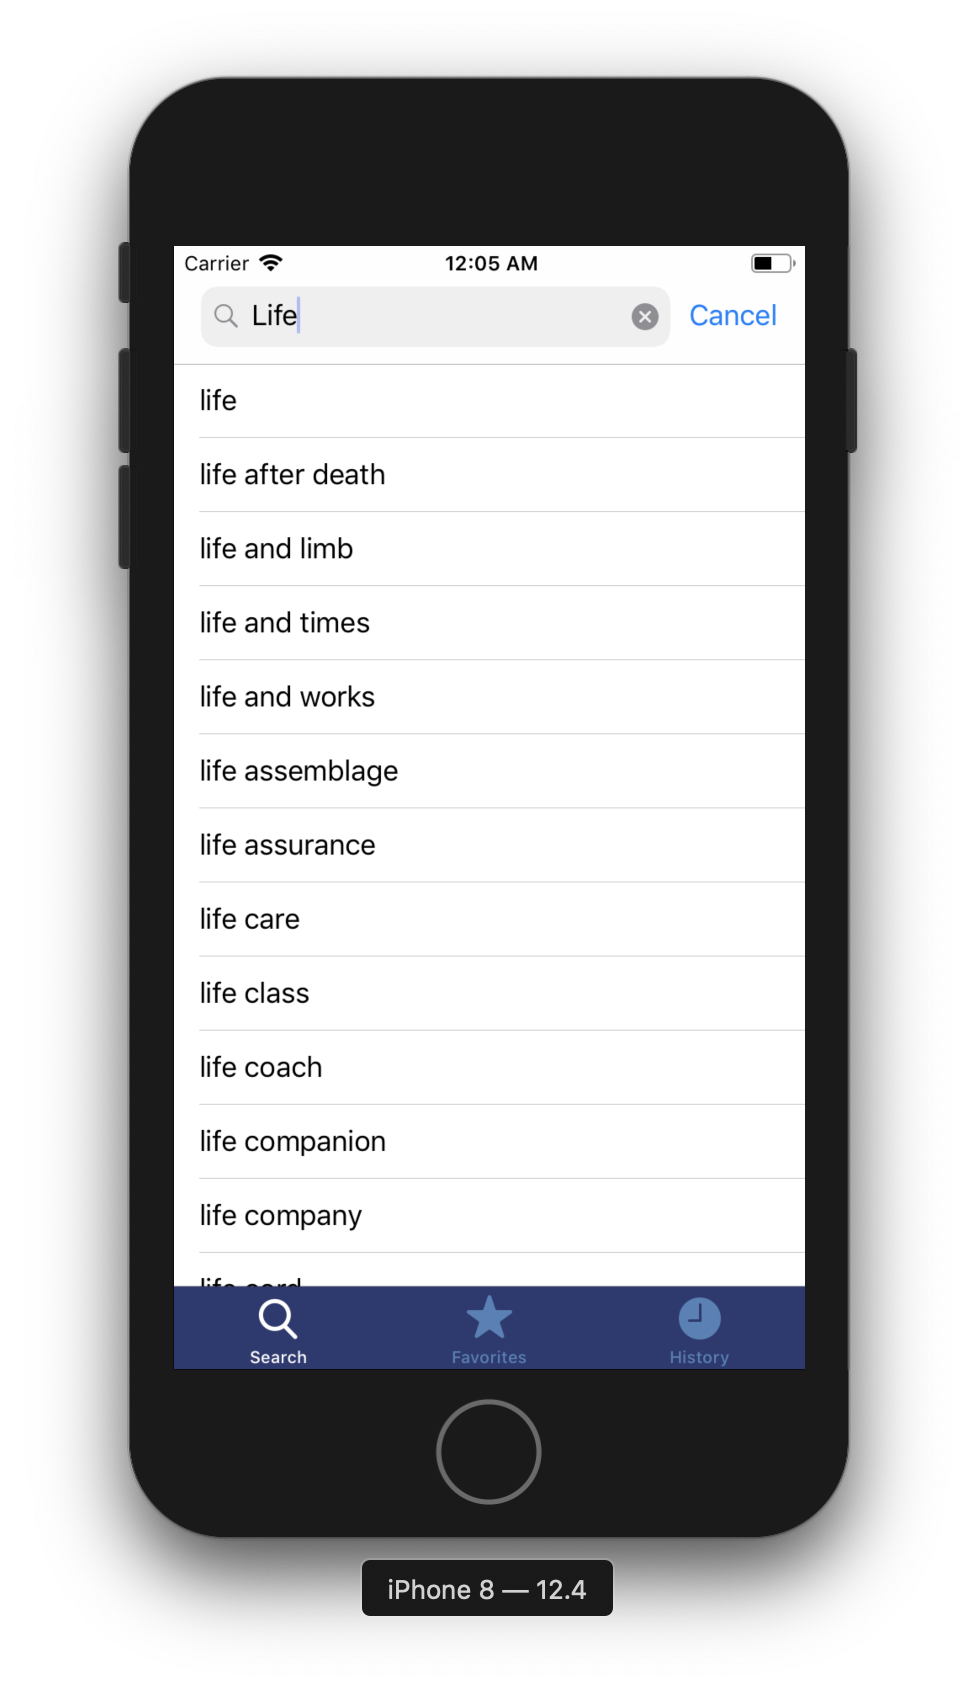 Carrier 12:05 AM
Life Cancel
life
life after death
life and limb
life and times
life and works
life assemblage
life assurance
life care
life class
life coach
life companion
life company
life
Search Favorites History
iPhone 8 — 12.4